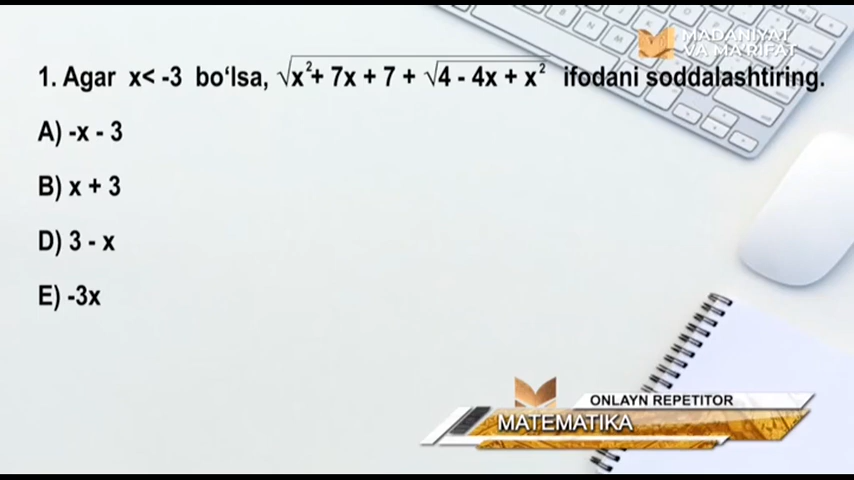 MADANIYAT
VA MA'RIFAT
1. Agar x< -3 bo‘lsa, √x²+ 7x + 7 + √4 - 4x + x² ifodani soddalashtiring.
A) -x - 3
B) x + 3
D) 3 - x
E) -3x
ONLAYN REPETITOR
MATEMATIKA